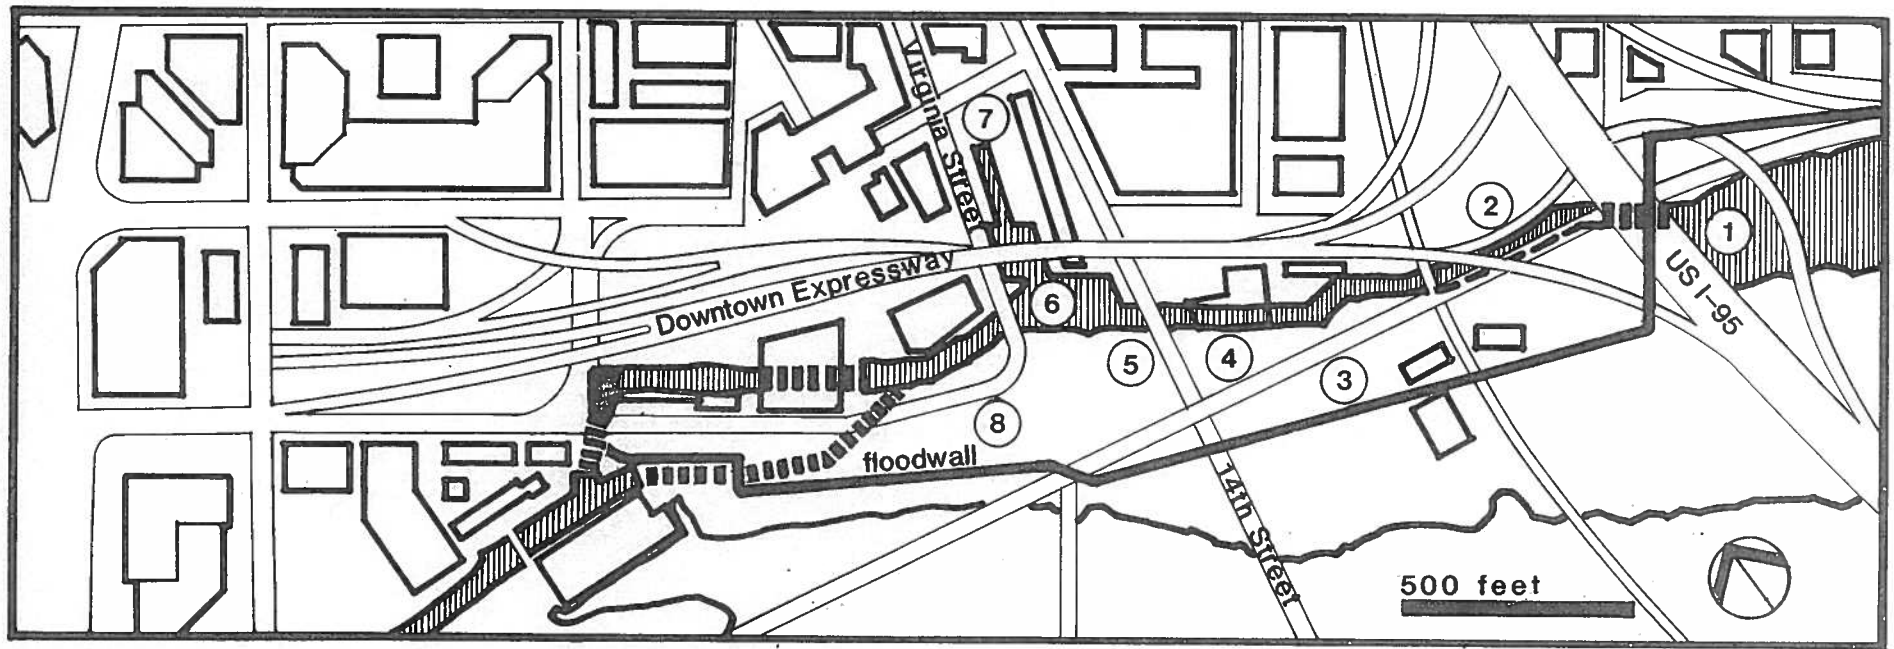 Virginia Street
7
2
1
US I-95
Downtown Expressway
6
5
4
3
8
floodwall
14th Street
500 feet